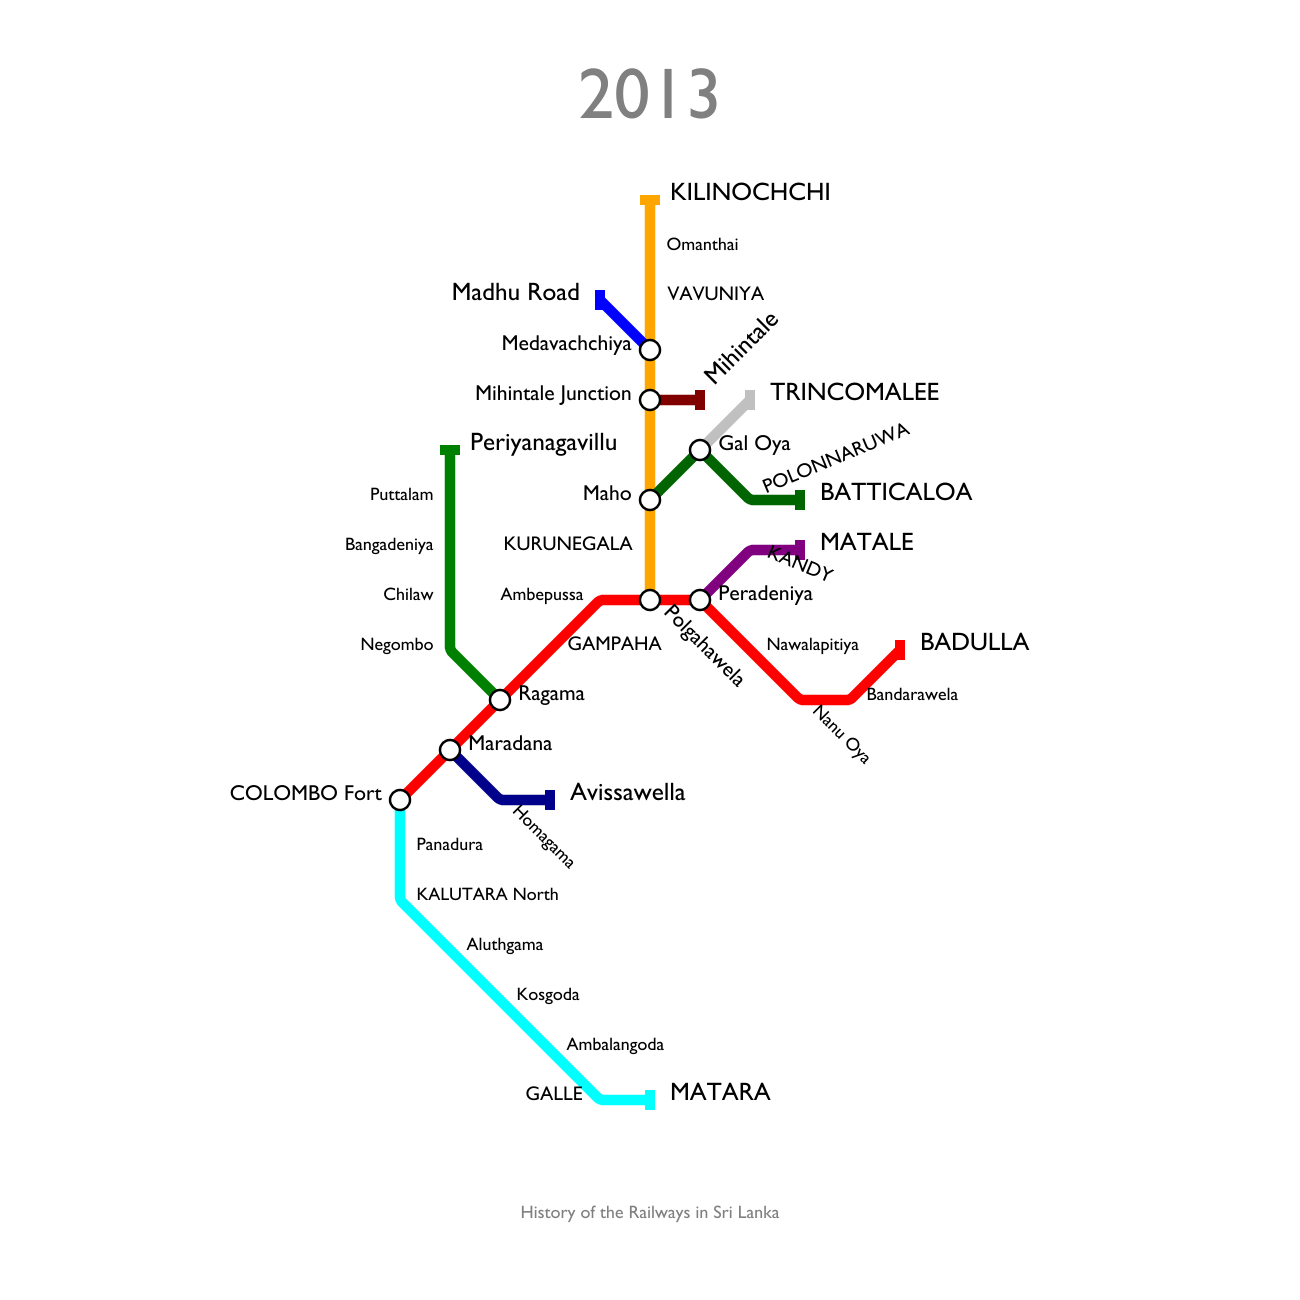 2013
KILINOCHCHI
Omanthai
Madhu Road
VAVUNIYA
Medavachchiya
Mihintale
Mihintale Junction
TRINCOMALEE
Periyanagavillu
Gal Oya
POLONNARUWA
Puttalam
Maho
BATTICALOA
Bangadeniya
KURUNEGALA
MATALE
KANDY
Chilaw
Ambepussa
Peradeniya
Negombo
GAMPAHA
Polgahawela
Nawalapitiya
BADULLA
Ragama
Bandarawela
Nanu Oya
Maradana
COLOMBO Fort
Avissawella
Homagama
Panadura
KALUTARA North
Aluthgama
Kosgoda
Ambalangoda
GALLE
MATARA
History of the Railways in Sri Lanka